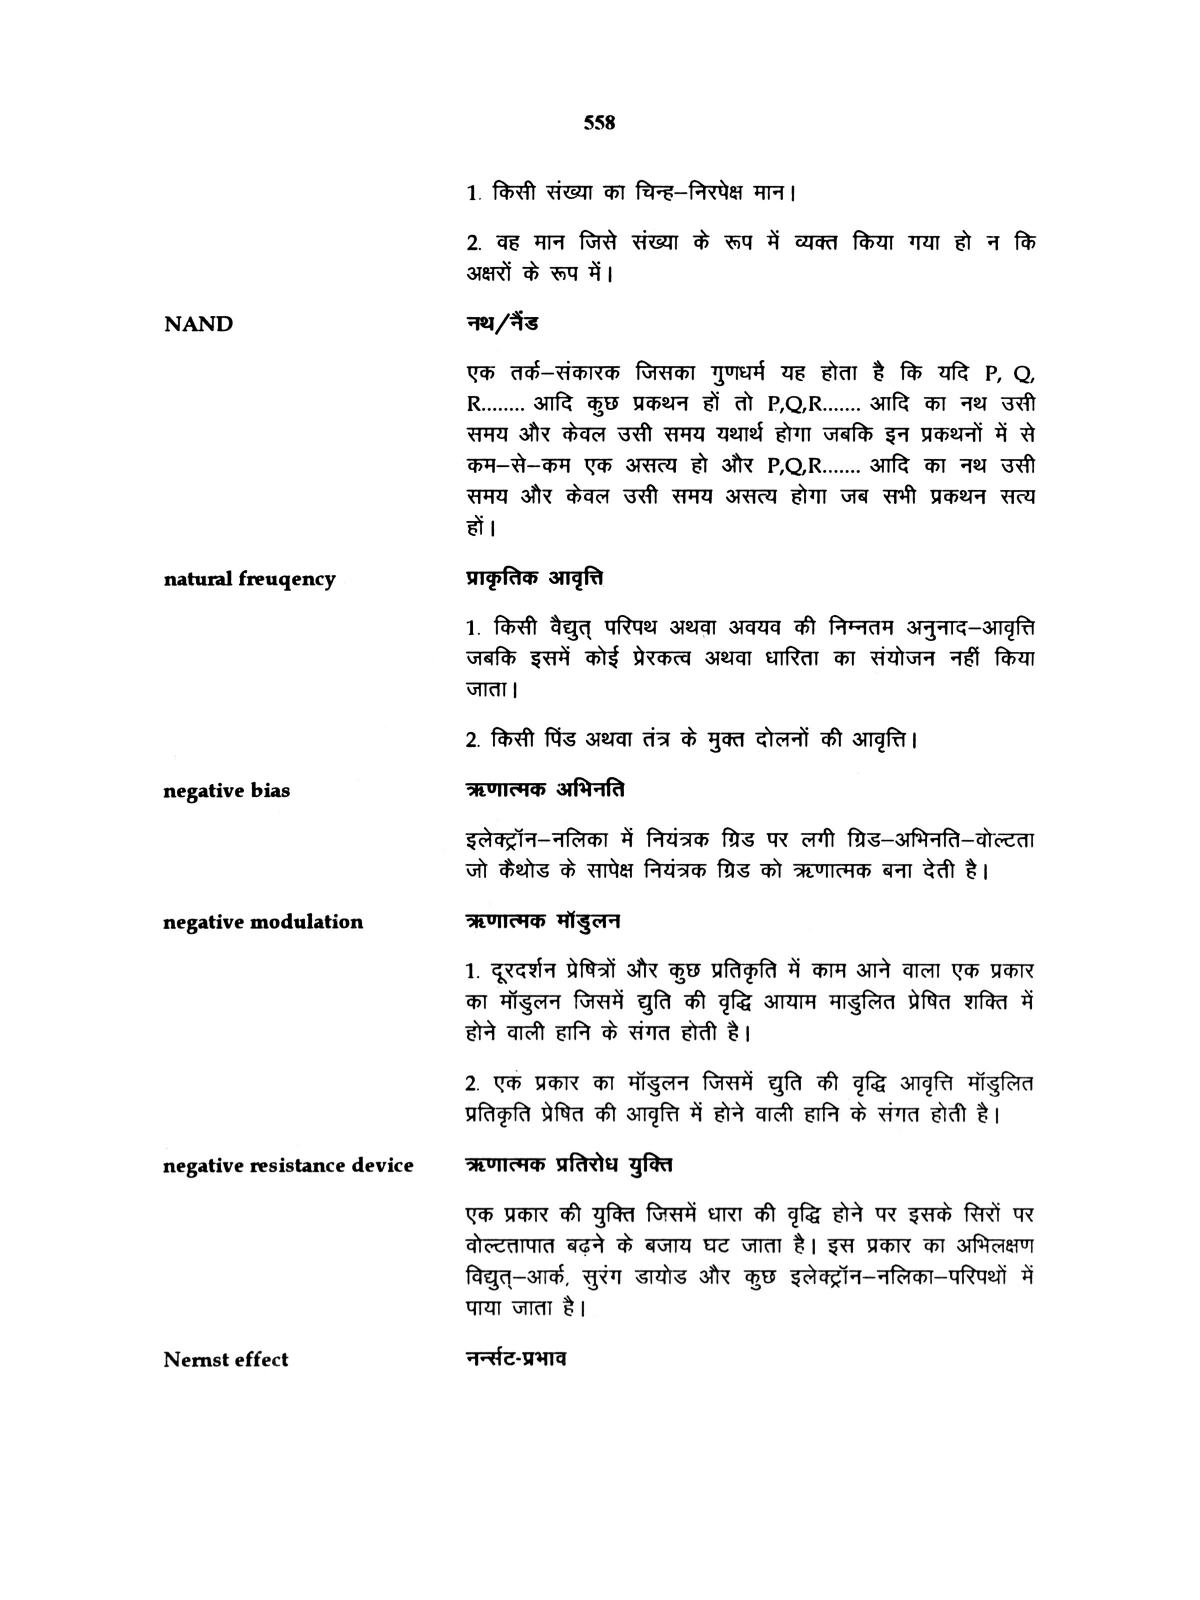 558
1. किसी संख्या का चिन्ह–निरपेक्ष मान।
2. वह मान जिसे संख्या के रूप में व्यक्त किया गया हो न कि
अक्षरों के रूप में।
NAND नथ/नैंड
एक तर्क–संकारक जिसका गुणधर्म यह होता है कि यदि P, Q,
R........ आदि कुछ प्रकथन हों तो P,Q,R....... आदि का नथ उसी
समय और केवल उसी समय यथार्थ होगा जबकि इन प्रकथनों में से
कम–से–कम एक असत्य हो और P,Q,R....... आदि का नथ उसी
समय और केवल उसी समय असत्य होगा जब सभी प्रकथन सत्य
हों।
natural freuqency प्राकृतिक आवृत्ति
1. किसी वैद्युत् परिपथ अथवा अवयव की निम्नतम अनुनाद–आवृत्ति
जबकि इसमें कोई प्रेरकत्व अथवा धारिता का संयोजन नहीं किया
जाता।
2. किसी पिंड अथवा तंत्र के मुक्त दोलनों की आवृत्ति।
negative bias ऋणात्मक अभिनति
इलेक्ट्रॉन–नलिका में नियंत्रक ग्रिड पर लगी ग्रिड–अभिनति–वोल्टता
जो कैथोड के सापेक्ष नियंत्रक ग्रिड को ऋणात्मक बना देती है।
negative modulation ऋणात्मक मॉडुलन
1. दूरदर्शन प्रेषित्रों और कुछ प्रतिकृति में काम आने वाला एक प्रकार
का मॉडुलन जिसमें द्युति की वृद्धि आयाम माडुलित प्रेषित शक्ति में
होने वाली हानि के संगत होती है।
2. एक प्रकार का मॉडुलन जिसमें द्युति की वृद्धि आवृत्ति मॉडुलित
प्रतिकृति प्रेषित की आवृत्ति में होने वाली हानि के संगत होती है।
negative resistance device ऋणात्मक प्रतिरोध युक्ति
एक प्रकार की युक्ति जिसमें धारा की वृद्धि होने पर इसके सिरों पर
वोल्टतापात बढ़ने के बजाय घट जाता है। इस प्रकार का अभिलक्षण
विद्युत्–आर्क, सुरंग डायोड और कुछ इलेक्ट्रॉन–नलिका–परिपथों में
पाया जाता है।
Nernst effect नर्न्सट-प्रभाव